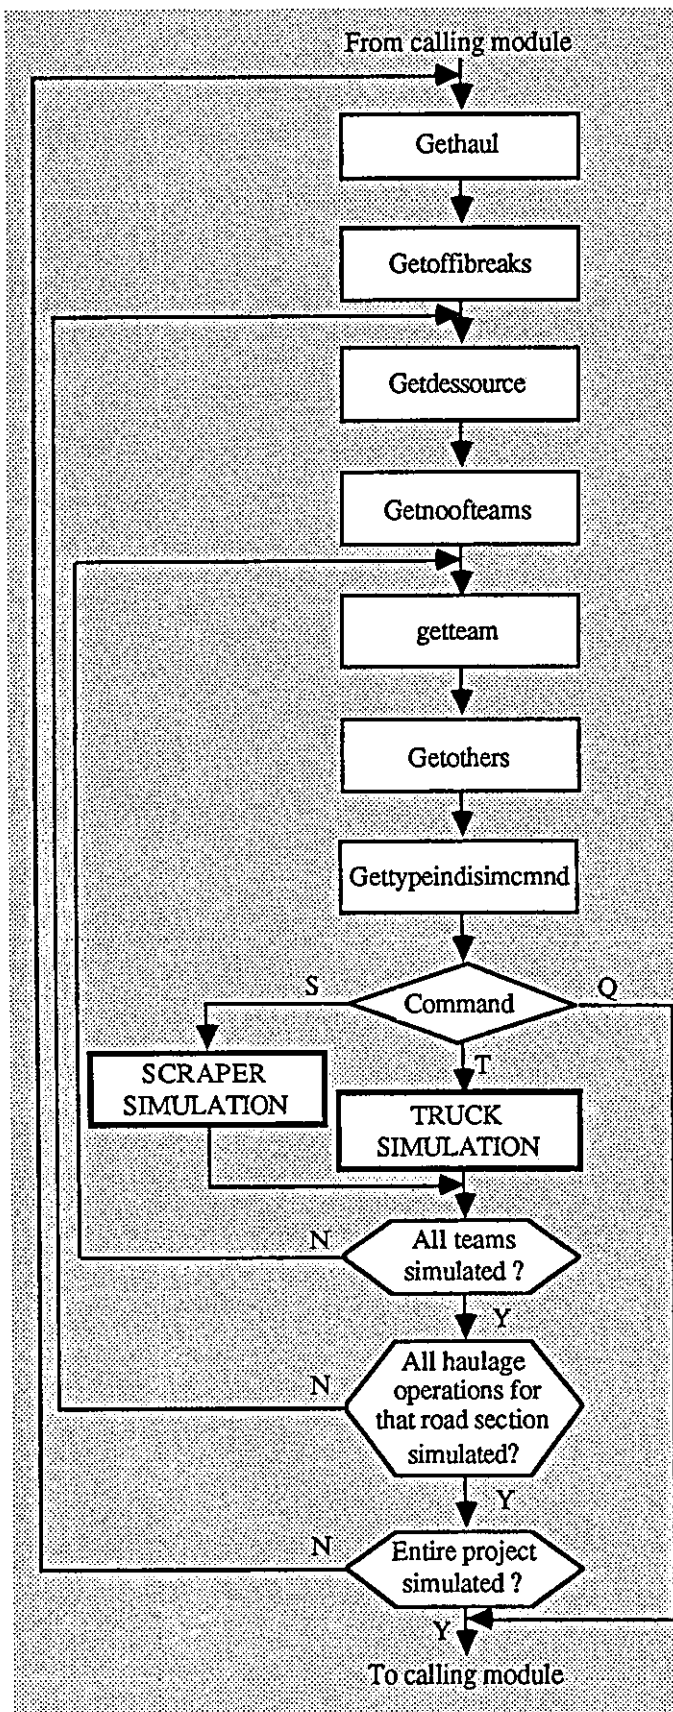 From calling module
Gethaul
Getoffibreaks
Getdessource
Getnoofteams
getteam
Getothers
Gettypeindisimcmnd
S
Command
Q
T
SCRAPER
SIMULATION
TRUCK
SIMULATION
N
All teams
simulated ?
Y
N
All haulage
operations for
that road section
simulated?
Y
N
Entire project
simulated ?
Y
To calling module